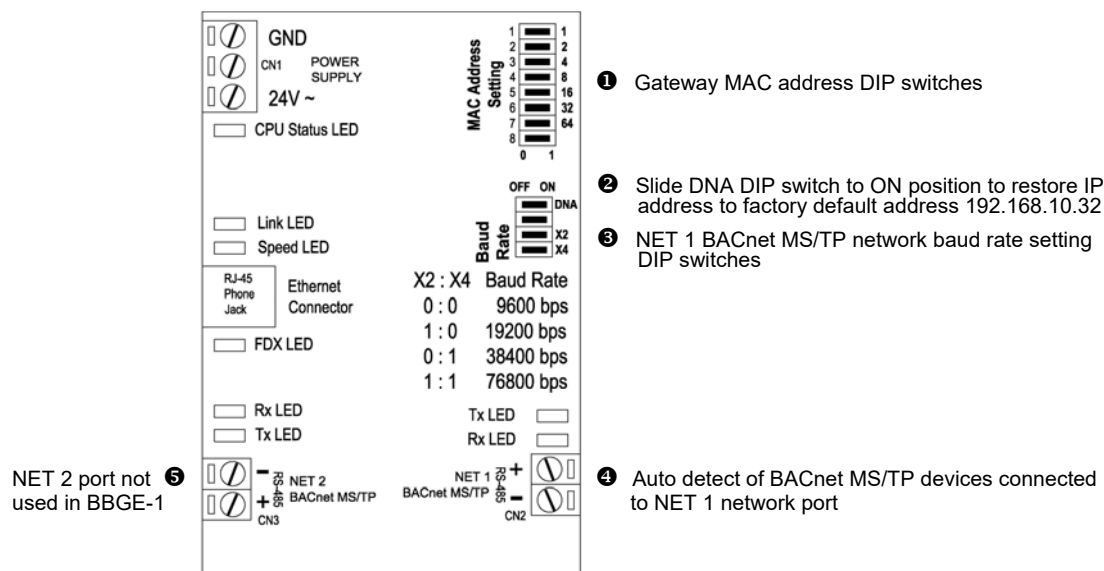 GND
CN1 POWER
SUPPLY
24V ~
CPU Status LED
MAC Address
Setting
1 1
2 2
3 4
4 8
5 16
6 32
7 64
8
0 1
❶ Gateway MAC address DIP switches
OFF ON
DNA
X2
X4
Baud
Rate
❷ Slide DNA DIP switch to ON position to restore IP
address to factory default address 192.168.10.32
❸ NET 1 BACnet MS/TP network baud rate setting
DIP switches
Link LED
Speed LED
RJ-45
Phone
Jack
Ethernet
Connector
FDX LED
X2 : X4 Baud Rate
0 : 0 9600 bps
1 : 0 19200 bps
0 : 1 38400 bps
1 : 1 76800 bps
Rx LED
Tx LED
Tx LED
Rx LED
NET 2 port not ❺
used in BBGE-1
−
+
RS-485
NET 2
BACnet MS/TP
CN3
NET 1
BACnet MS/TP
RS-485
+
−
CN2
❹ Auto detect of BACnet MS/TP devices connected
to NET 1 network port